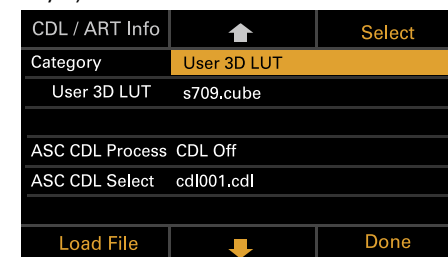 CDL / ART Info Select
Category User 3D LUT
User 3D LUT s709.cube
ASC CDL Process CDL Off
ASC CDL Select cdl001.cdl
Load File Done